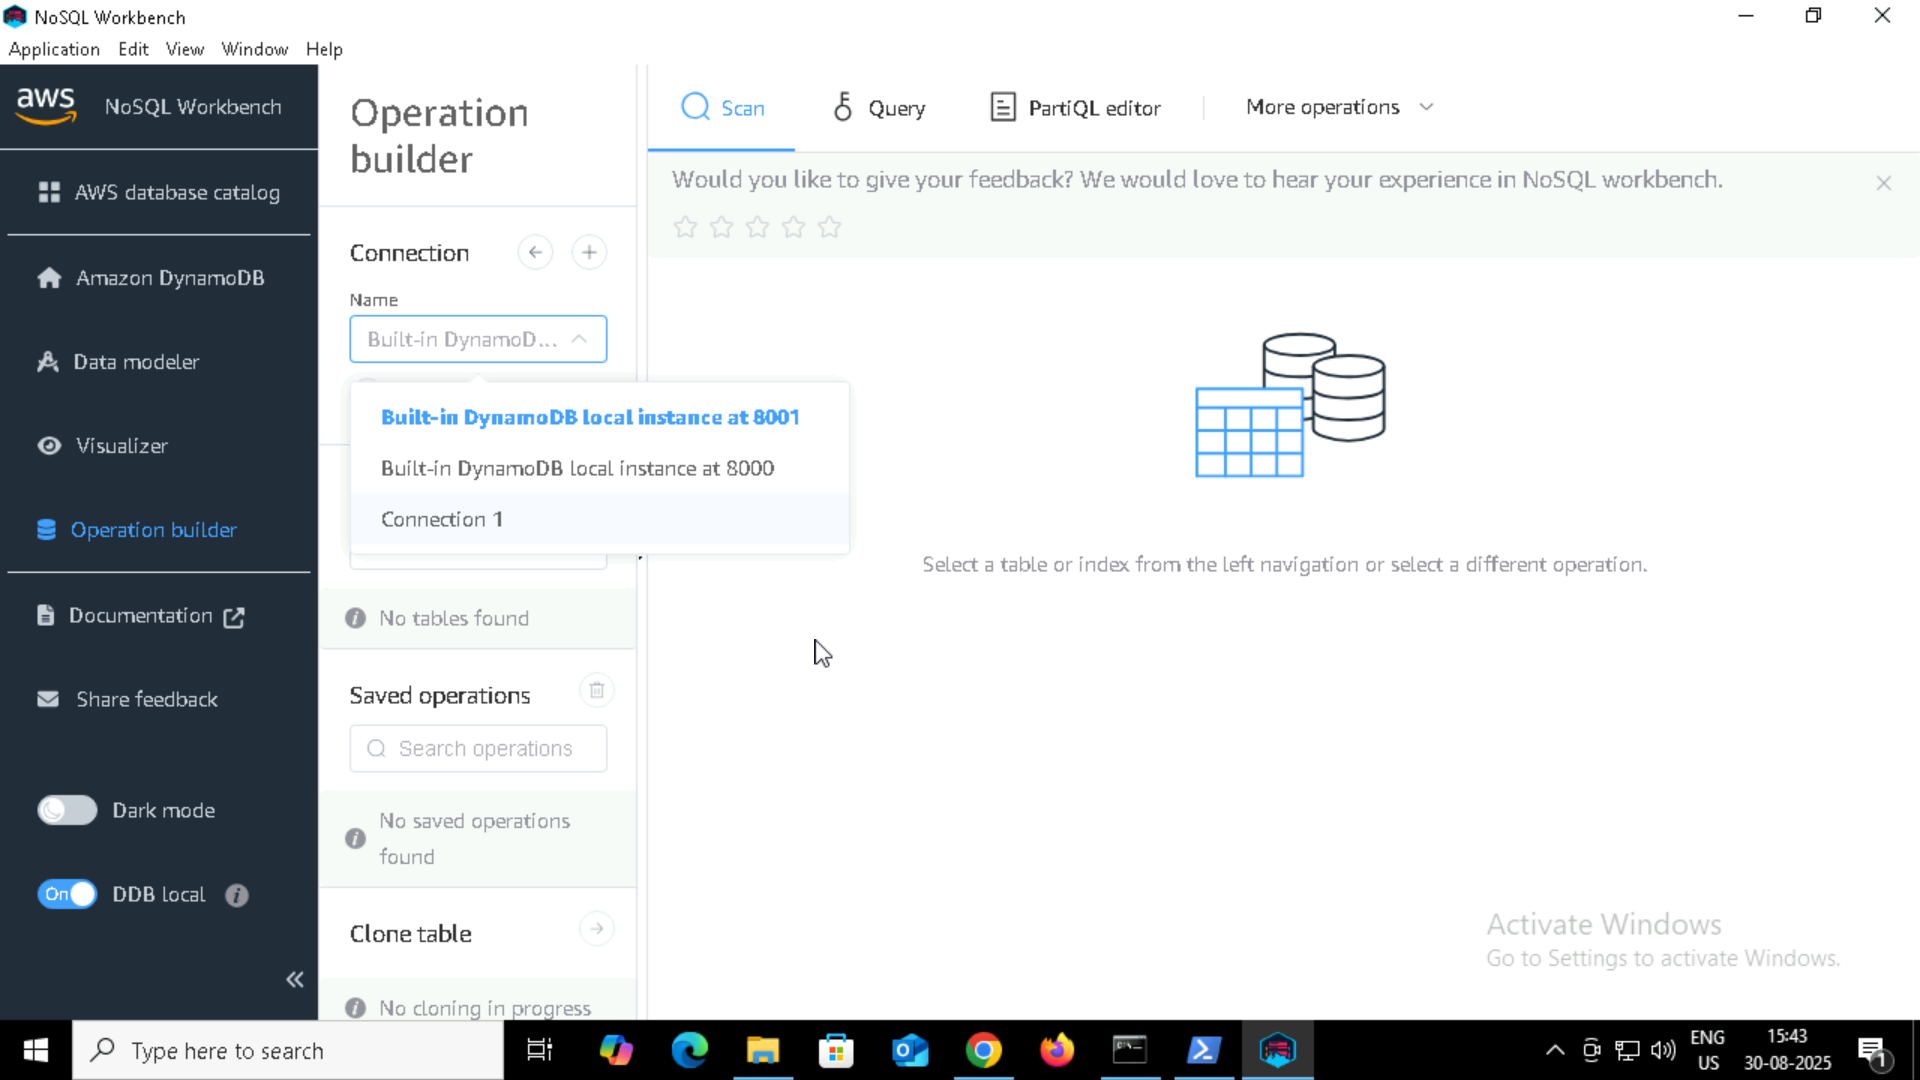 NoSQL Workbench
Application Edit View Window Help
aws NoSQL Workbench
AWS database catalog
Amazon DynamoDB
Data modeler
Visualizer
Operation builder
Documentation
Share feedback
Dark mode
On DDB local
Operation
builder
Connection
Name
Built-in DynamoD...
Built-in DynamoDB local instance at 8001
Built-in DynamoDB local instance at 8000
Connection 1
No tables found
Saved operations
Search operations
No saved operations
found
Clone table
No cloning in progress
Scan Query PartiQL editor More operations
Would you like to give your feedback? We would love to hear your experience in NoSQL workbench.
Select a table or index from the left navigation or select a different operation.
Activate Windows
Go to Settings to activate Windows.
Type here to search
ENG
US
15:43
30-08-2025
1